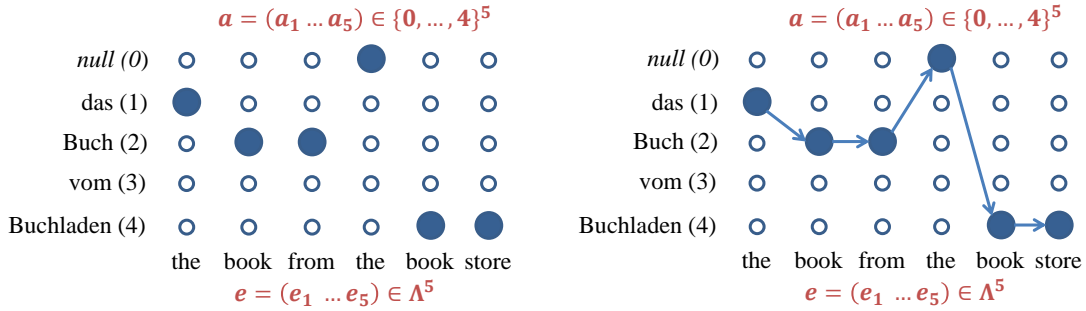 a = (a₁ … a₅) ∈ {0, …, 4}⁵
null (0)
das (1)
Buch (2)
vom (3)
Buchladen (4)
the book from the book store
e = (e₁ … e₅) ∈ Λ⁵
a = (a₁ … a₅) ∈ {0, …, 4}⁵
null (0)
das (1)
Buch (2)
vom (3)
Buchladen (4)
the book from the book store
e = (e₁ … e₅) ∈ Λ⁵